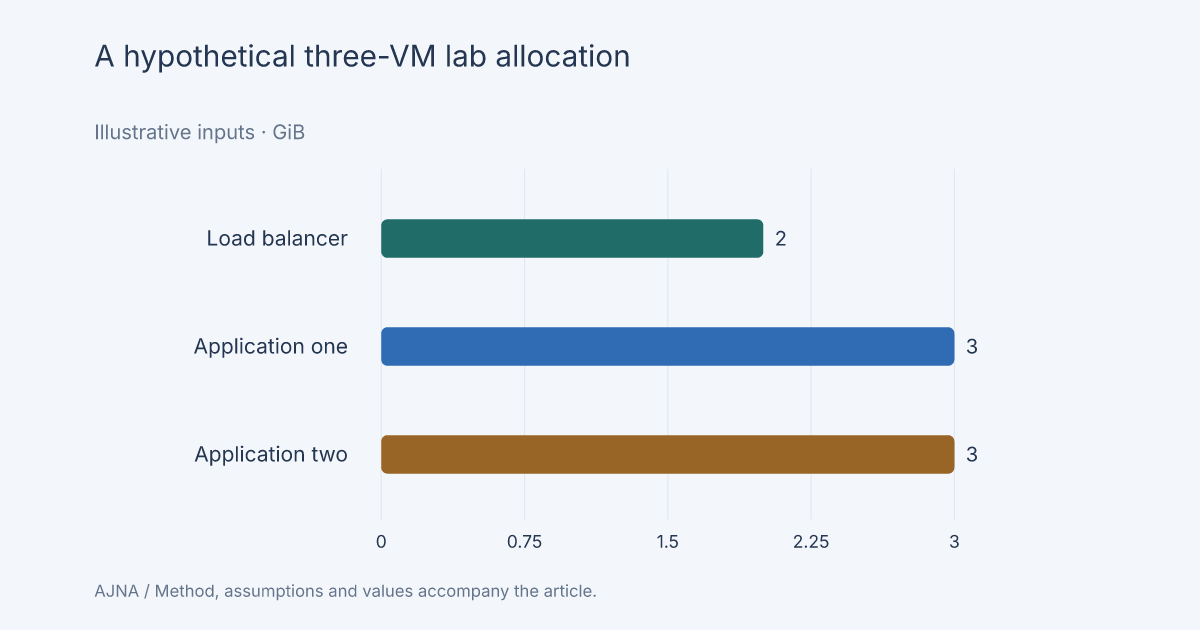 A hypothetical three-VM lab allocation
Illustrative inputs · GiB
Load balancer 2
Application one 3
Application two 3
0 0.75 1.5 2.25 3
AJNA / Method, assumptions and values accompany the article.